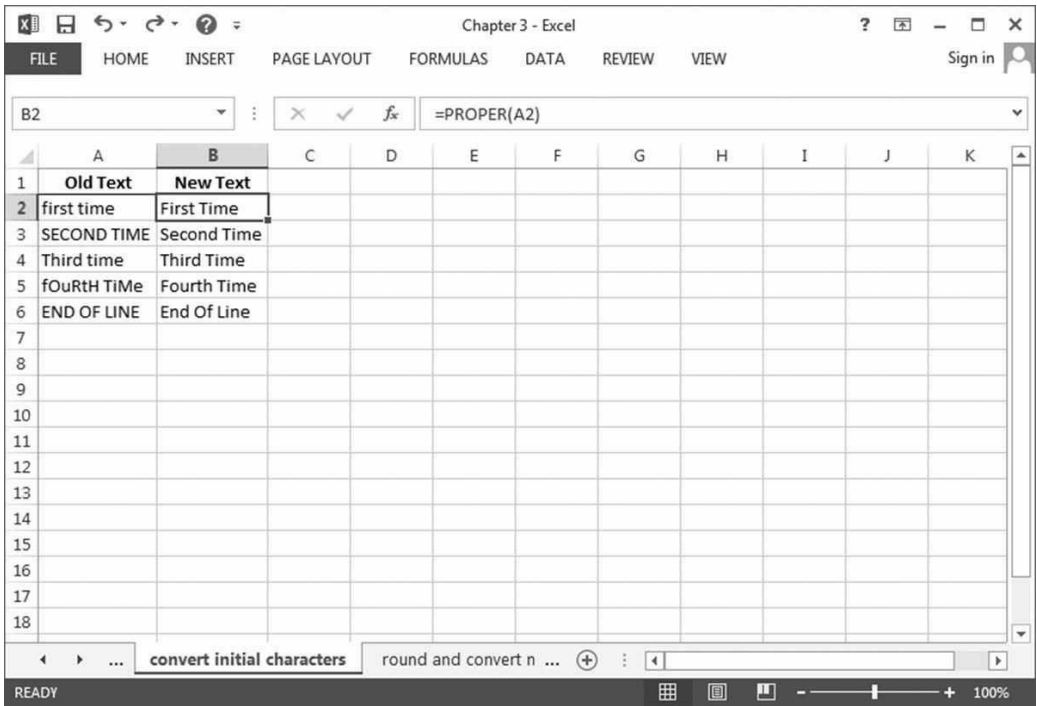 Chapter 3 - Excel ?
FILE HOME INSERT PAGE LAYOUT FORMULAS DATA REVIEW VIEW Sign in
B2 fx =PROPER(A2)
A B C D E F G H I J K
1 Old Text New Text
2 first time First Time
3 SECOND TIME Second Time
4 Third time Third Time
5 fOuRtH TiMe Fourth Time
6 END OF LINE End Of Line
7
8
9
10
11
12
13
14
15
16
17
18
... convert initial characters round and convert n ...
READY 100%